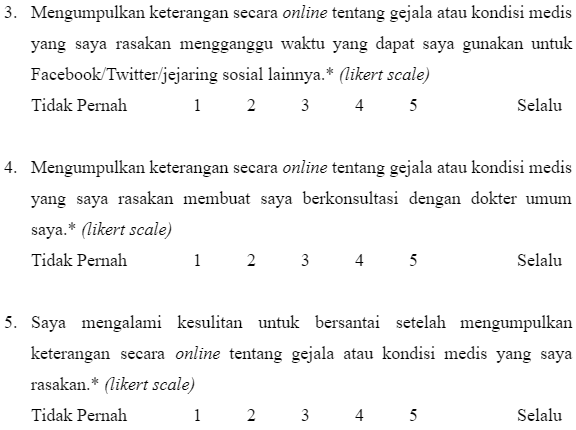 3. Mengumpulkan keterangan secara online tentang gejala atau kondisi medis
yang saya rasakan mengganggu waktu yang dapat saya gunakan untuk
Facebook/Twitter/jejaring sosial lainnya.* (likert scale)
Tidak Pernah 1 2 3 4 5 Selalu
4. Mengumpulkan keterangan secara online tentang gejala atau kondisi medis
yang saya rasakan membuat saya berkonsultasi dengan dokter umum
saya.* (likert scale)
Tidak Pernah 1 2 3 4 5 Selalu
5. Saya mengalami kesulitan untuk bersantai setelah mengumpulkan
keterangan secara online tentang gejala atau kondisi medis yang saya
rasakan.* (likert scale)
Tidak Pernah 1 2 3 4 5 Selalu